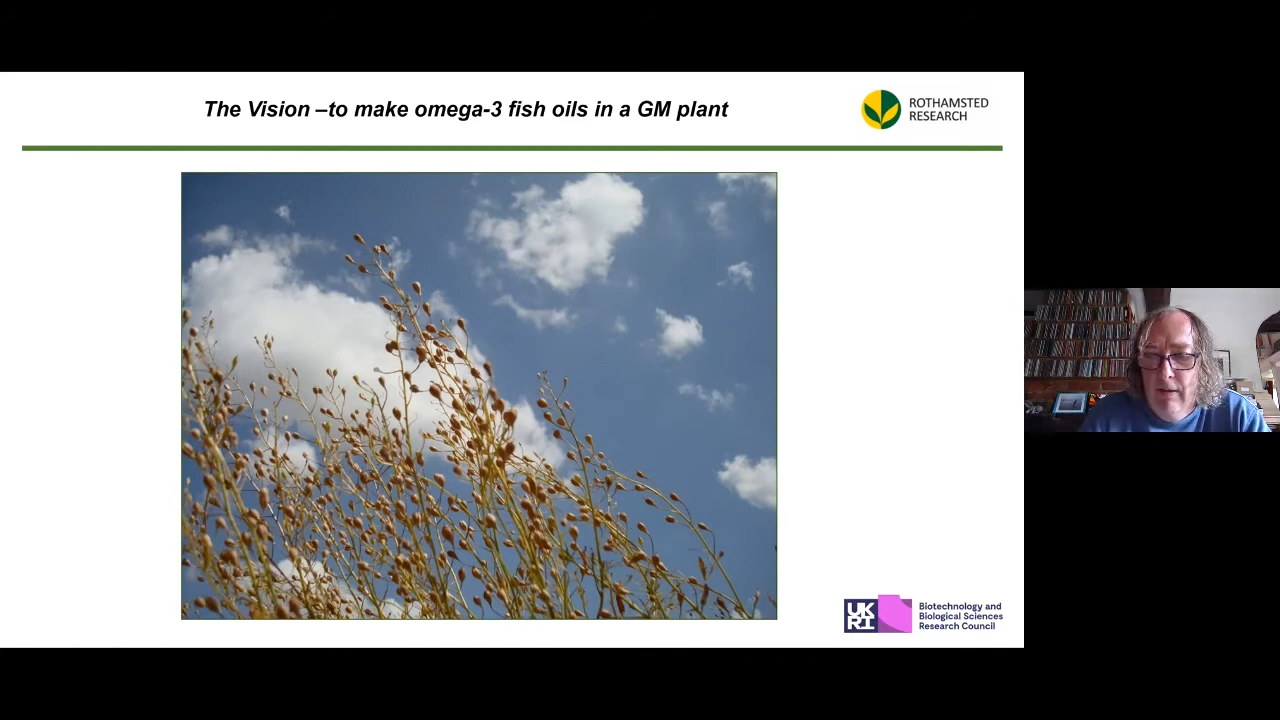 The Vision –to make omega-3 fish oils in a GM plant
ROTHAMSTED
RESEARCH
UK
RI
Biotechnology and
Biological Sciences
Research Council